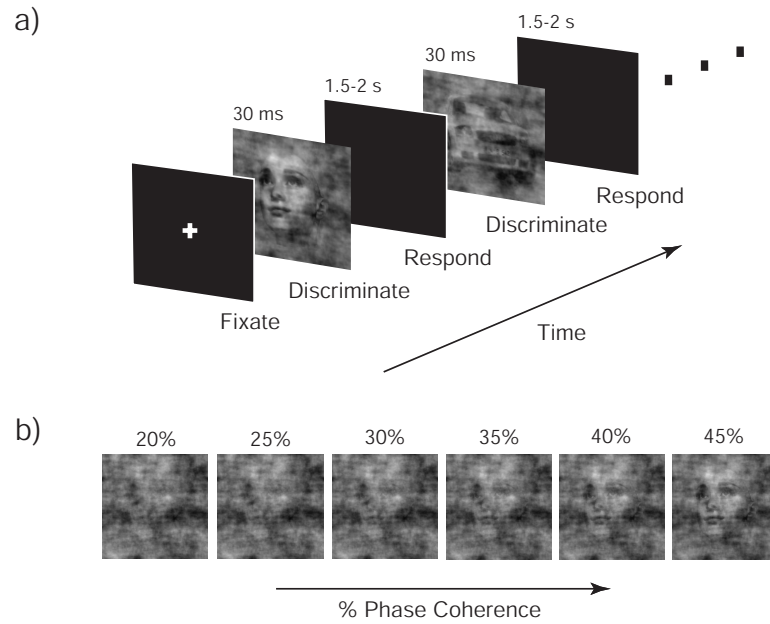 a)
1.5-2 s
30 ms
1.5-2 s
30 ms
Respond
Discriminate
Respond
Discriminate
Fixate
Time
b)
20% 25% 30% 35% 40% 45%
% Phase Coherence